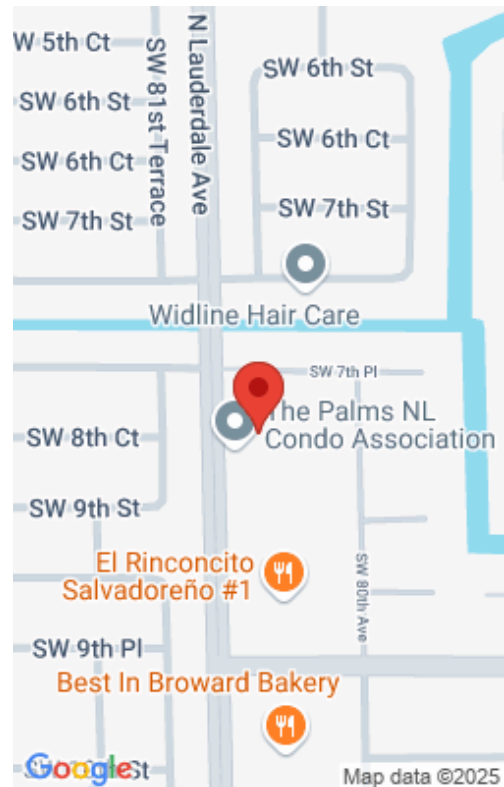 W 5th Ct
SW 81st Terrace
N Lauderdale Ave
SW 6th St
SW 6th St
SW 6th Ct
SW 6th Ct
SW 7th St
SW 7th St
Widline Hair Care
SW 7th Pl
The Palms NL
Condo Association
SW 8th Ct
SW 9th St
El Rinconcito
Salvadoreño #1
SW 80th Ave
SW 9th Pl
Best In Broward Bakery
Google
St
Map data ©2025